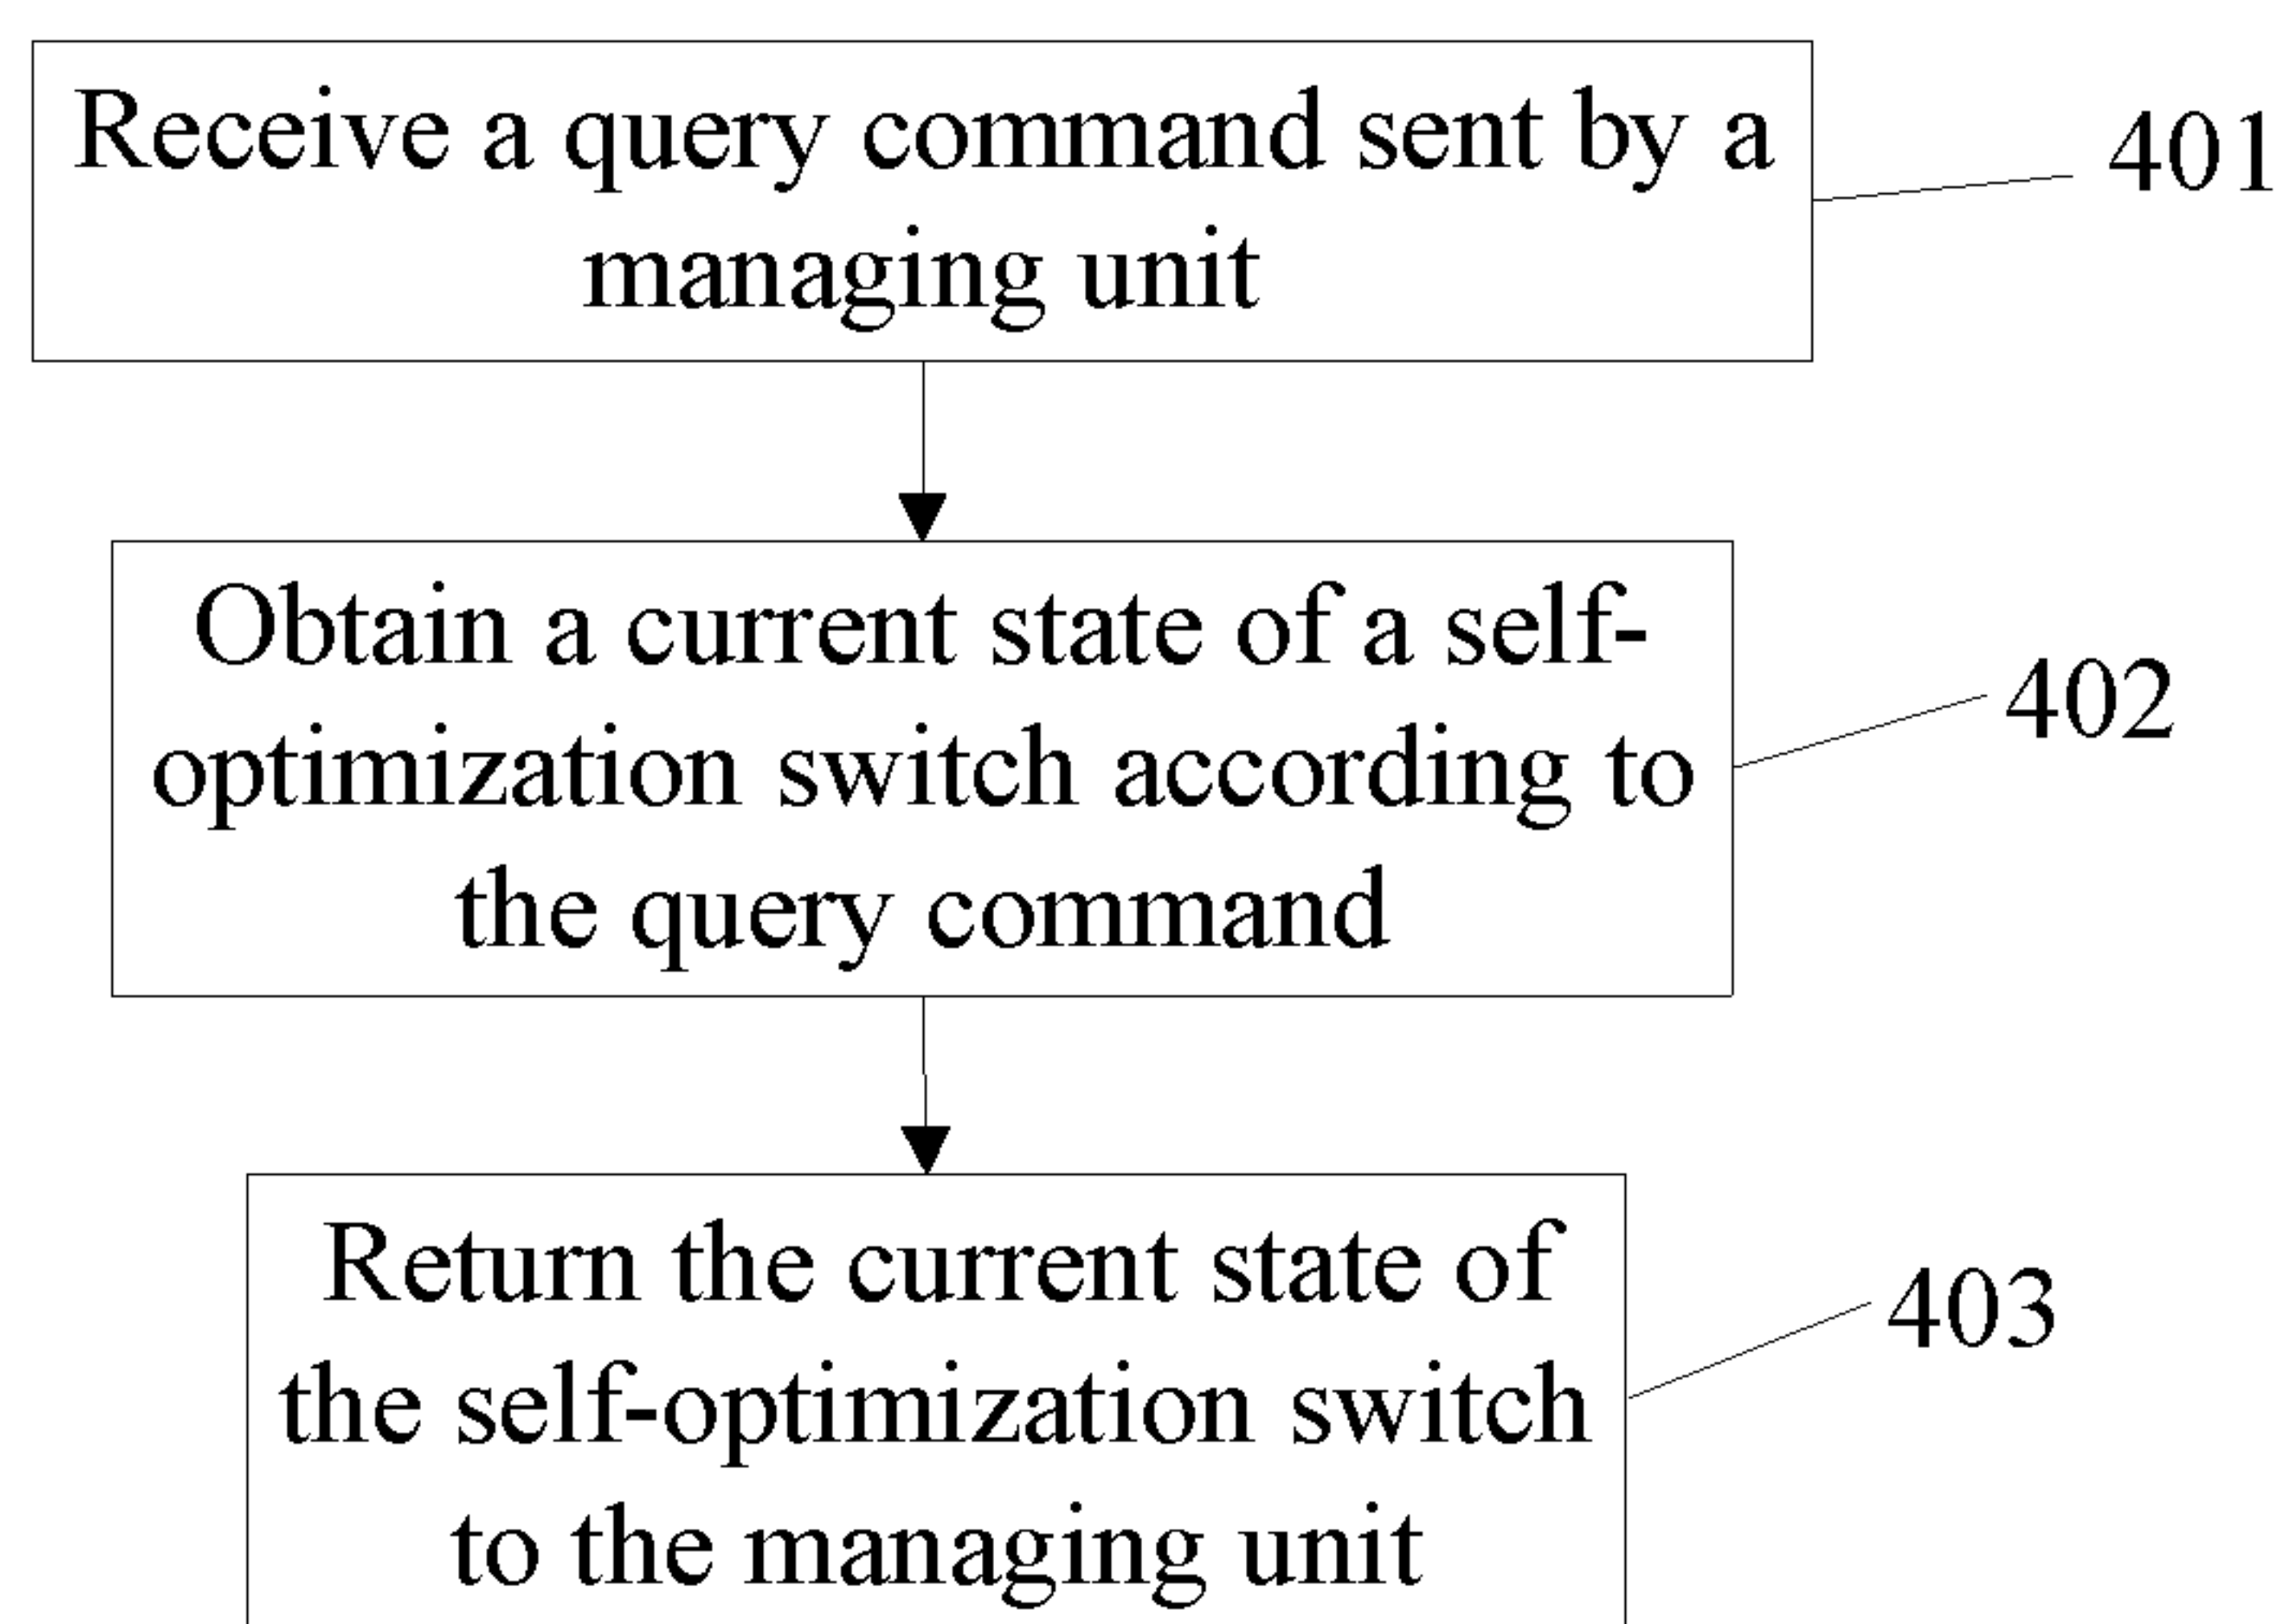 Receive a query command sent by a
managing unit
401
Obtain a current state of a self-
optimization switch according to
the query command
402
Return the current state of
the self-optimization switch
to the managing unit
403